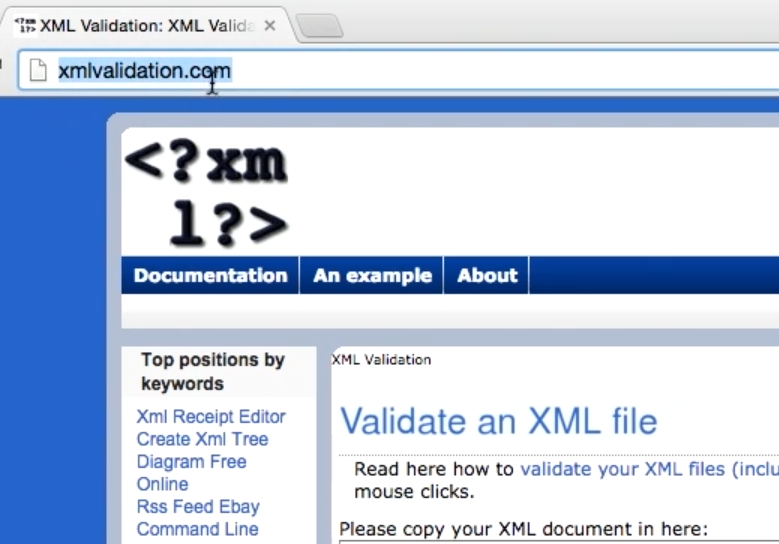 <?xml?> XML Validation: XML Valida
xmlvalidation.com
<?xm
l?>
Documentation An example About
Top positions by
keywords
Xml Receipt Editor
Create Xml Tree
Diagram Free
Online
Rss Feed Ebay
Command Line
XML Validation
Validate an XML file
Read here how to validate your XML files (inclu
mouse clicks.
Please copy your XML document in here: